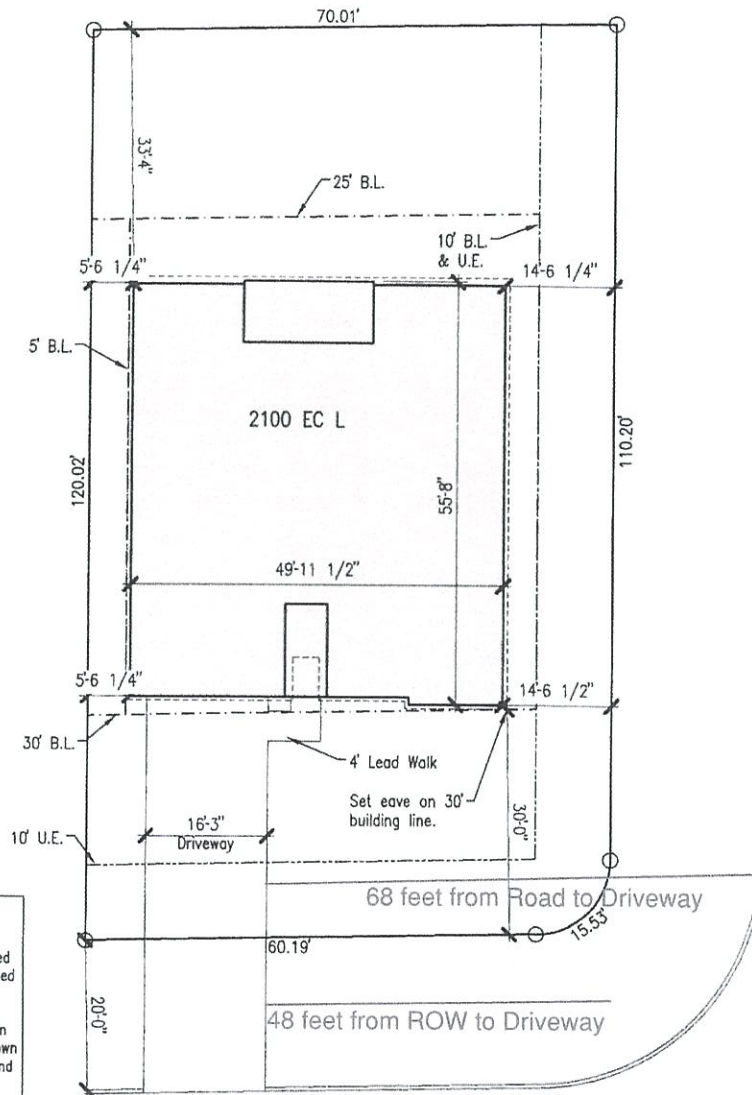 70.01'
33'-4"
25' B.L.
10' B.L.
& U.E.
5'-6 1/4"
14'-6 1/4"
5' B.L.
2100 EC L
120.02'
110.20'
55'-8"
49'-11 1/2"
5'-6 1/4"
14'-6 1/2"
30' B.L.
4' Lead Walk
Set eave on 30'
building line.
16'-3"
Driveway
30'-0"
10' U.E.
68 feet from Road to Driveway
15.53'
60.19'
20'-0"
48 feet from ROW to Driveway